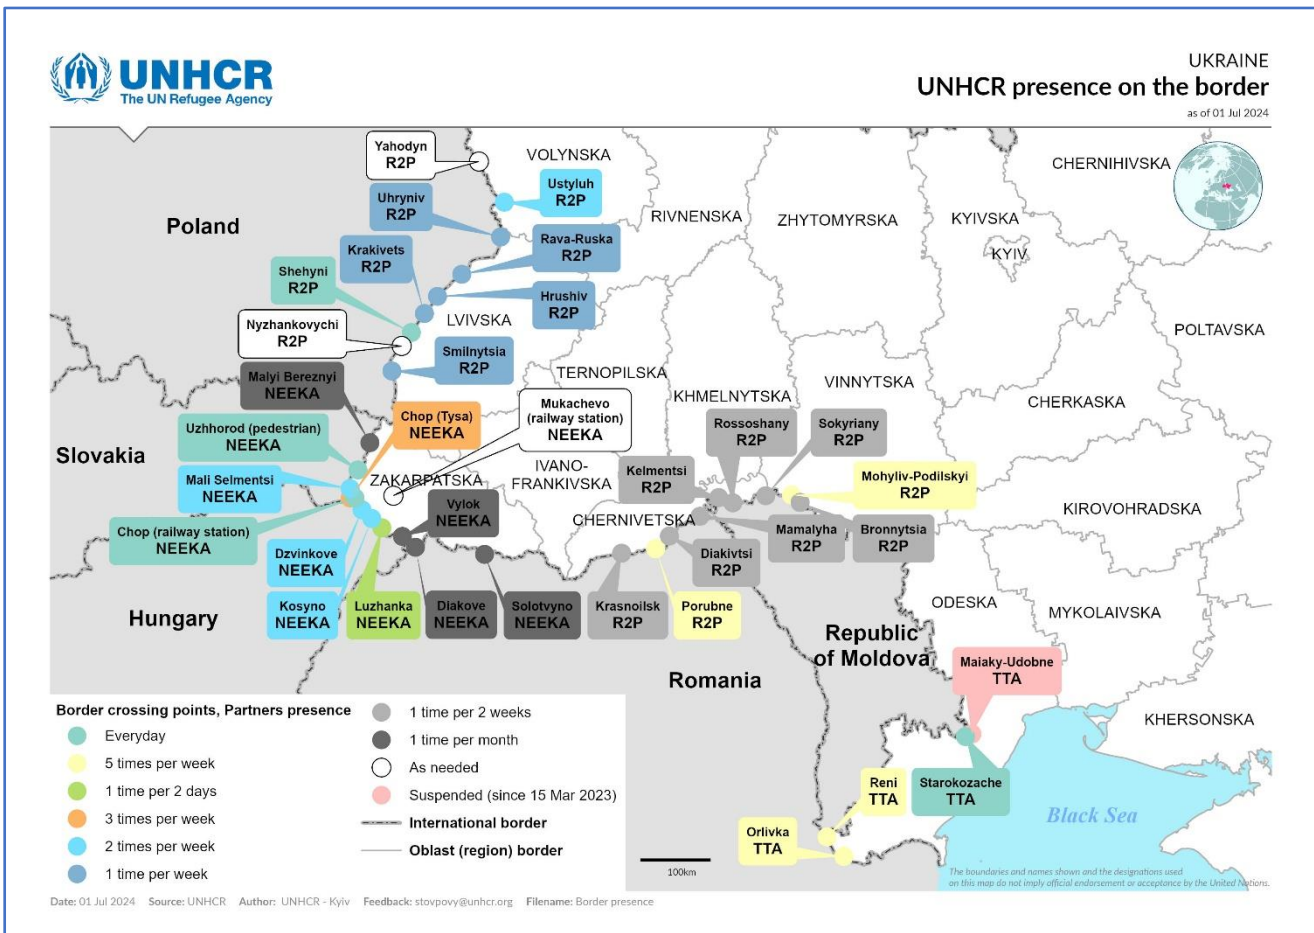 UNHCR
The UN Refugee Agency
UKRAINE
UNHCR presence on the border
as of 01 Jul 2024
Yahodyn
R2P
VOLYNSKA
CHERNIHIVSKA
Ustyluh
R2P
Uhryniv
R2P
RIVNENSKA
ZHYTOMYRSKA
KYIVSKA
KYIV
Poland
Krakivets
R2P
Rava-Ruska
R2P
Shehyni
R2P
Hrushiv
R2P
Nyzhankovychi
R2P
LVIVSKA
POLTAVSKA
Smilnytsia
R2P
Malyi Bereznyi
NEEKA
TERNOPILSKA
VINNYTSKA
KHMELNYTSKA
CHERKASKA
Chop (Tysa)
NEEKA
Mukachevo
(railway station)
NEEKA
Uzhhorod (pedestrian)
NEEKA
Rossoshany
R2P
Sokyriany
R2P
Slovakia
Mali Selmentsi
NEEKA
ZAKARPATSKA
IVANO-
FRANKIVSKA
Kelmentsi
R2P
Mohyliv-Podilskyi
R2P
Vylok
NEEKA
KIROVOHRADSKA
Chop (railway station)
NEEKA
CHERNIVETSKA
Mamalyha
R2P
Bronnytsia
R2P
Dzvinkove
NEEKA
Diakivtsi
R2P
Hungary
Kosyno
NEEKA
Luzhanka
NEEKA
Diakove
NEEKA
Solotvyno
NEEKA
Krasnoilsk
R2P
Porubne
R2P
ODESKA
MYKOLAIVSKA
Republic
of Moldova
Maiaky-Udobne
TTA
Romania
KHERSONSKA
Reni
TTA
Starokozache
TTA
Orlivka
TTA
Black Sea
Border crossing points, Partners presence
Everyday
5 times per week
1 time per 2 days
3 times per week
2 times per week
1 time per week
1 time per 2 weeks
1 time per month
As needed
Suspended (since 15 Mar 2023)
International border
Oblast (region) border
100km
The boundaries and names shown and the designations used
on this map do not imply official endorsement or acceptance by the United Nations.
Date: 01 Jul 2024 Source: UNHCR Author: UNHCR - Kyiv Feedback: stovpovy@unhcr.org Filename: Border presence